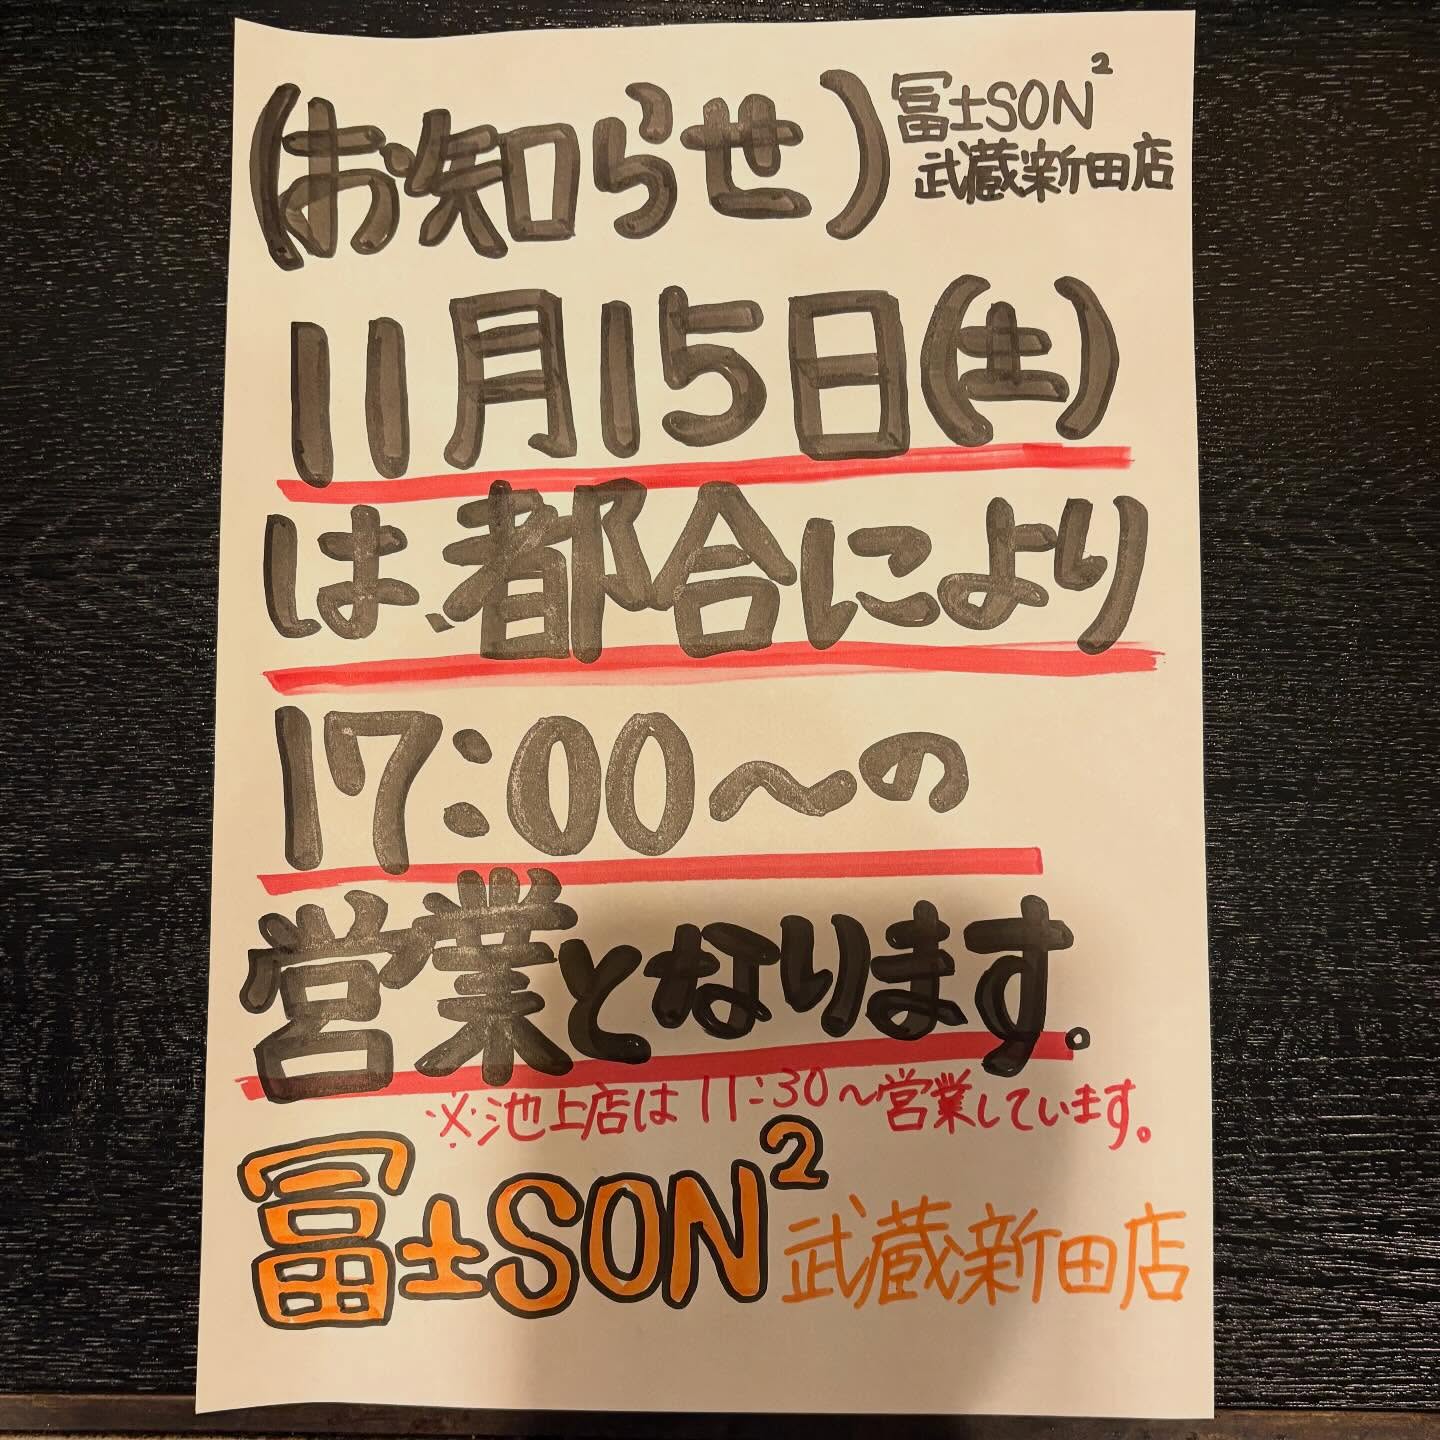 (お知らせ)
冨士SON²
武蔵新田店
11月15日(土)
は、都合により
17:00〜の
営業となります。
※池上店は11:30〜営業しています。
冨士SON² 武蔵新田店